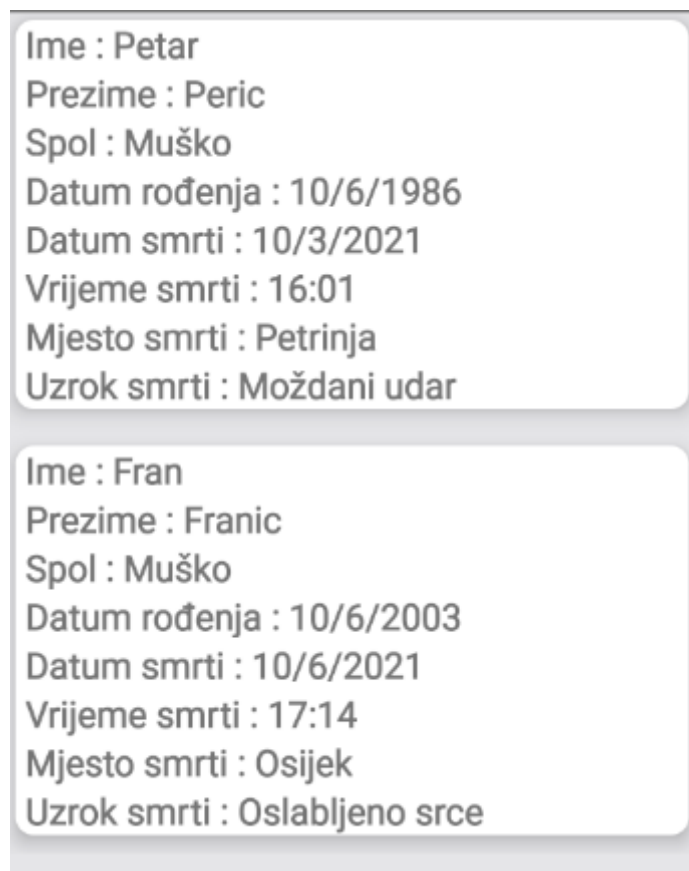 Ime : Petar
Prezime : Peric
Spol : Muško
Datum rođenja : 10/6/1986
Datum smrti : 10/3/2021
Vrijeme smrti : 16:01
Mjesto smrti : Petrinja
Uzrok smrti : Moždani udar
Ime : Fran
Prezime : Franic
Spol : Muško
Datum rođenja : 10/6/2003
Datum smrti : 10/6/2021
Vrijeme smrti : 17:14
Mjesto smrti : Osijek
Uzrok smrti : Oslabljeno srce